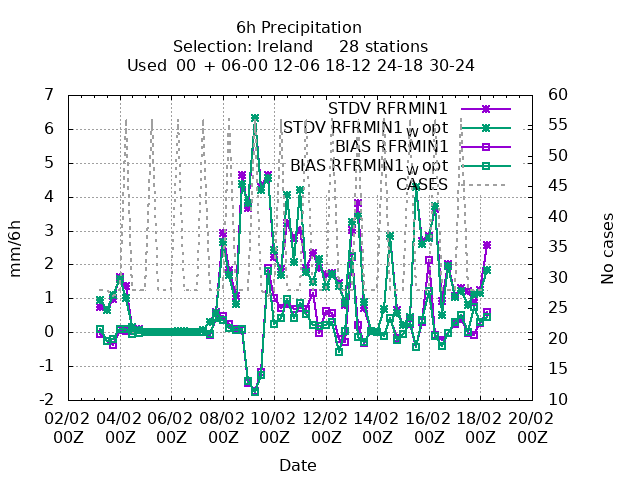 6h Precipitation
Selection: Ireland 28 stations
Used 00 + 06-00 12-06 18-12 24-18 30-24
STDV RFRMIN1
STDV RFRMIN1_W opt
BIAS RFRMIN1
BIAS RFRMIN1_W opt
CASES
mm/6h
7
6
5
4
3
2
1
0
-1
-2
No cases
60
55
50
45
40
35
30
25
20
15
10
02/02 04/02 06/02 08/02 10/02 12/02 14/02 16/02 18/02 20/02
00Z 00Z 00Z 00Z 00Z 00Z 00Z 00Z 00Z 00Z
Date